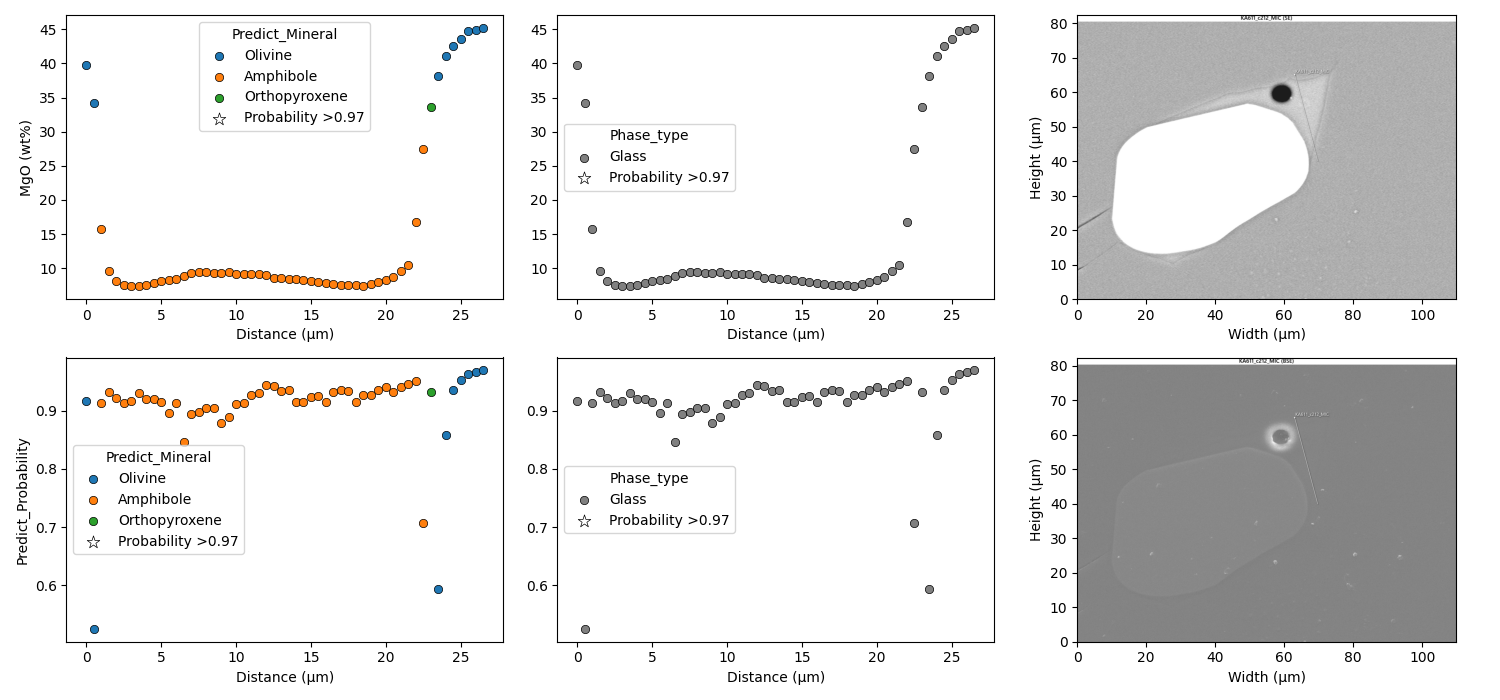 Predict_Mineral
Olivine
Amphibole
Orthopyroxene
Probability >0.97
MgO (wt%)
45
40
35
30
25
20
15
10
0
5
10
15
20
25
Distance (μm)
Phase_type
Glass
Probability >0.97
45
40
35
30
25
20
15
10
0
5
10
15
20
25
Distance (μm)
KA611_c212_MIC (SE)
Height (μm)
80
70
60
50
40
30
20
10
0
0
20
40
60
80
100
Width (μm)
Predict_Probability
0.9
0.8
0.7
0.6
Predict_Mineral
Olivine
Amphibole
Orthopyroxene
Probability >0.97
0
5
10
15
20
25
Distance (μm)
0.9
0.8
0.7
0.6
Phase_type
Glass
Probability >0.97
0
5
10
15
20
25
Distance (μm)
KA611_c212_MIC (BSE)
KA611_c212_MIC
Height (μm)
80
70
60
50
40
30
20
10
0
0
20
40
60
80
100
Width (μm)